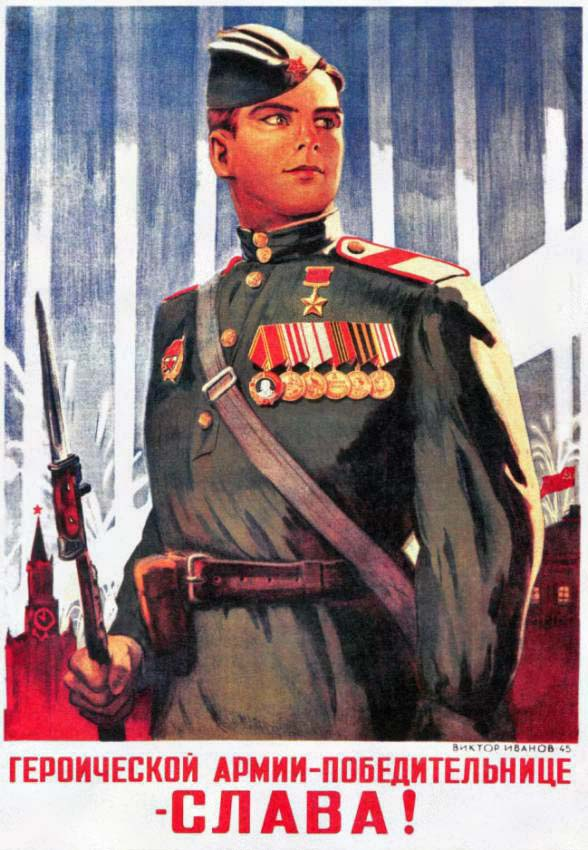 ВИКТОР ИВАНОВ·45
ГЕРОИЧЕСКОЙ АРМИИ-ПОБЕДИТЕЛЬНИЦЕ
-СЛАВА!